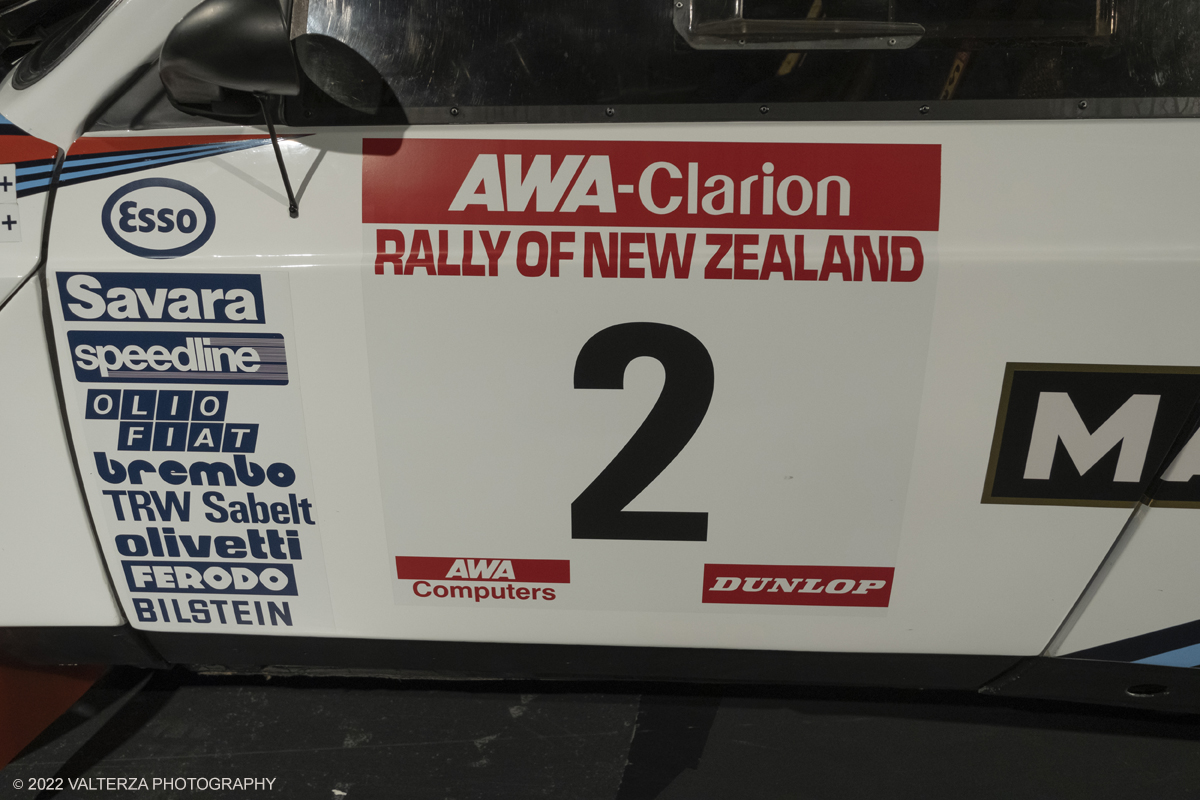 AWA-Clarion
RALLY OF NEW ZEALAND
2
AWA
Computers
DUNLOP
Esso
Savara
speedline
OLIO
FIAT
brembo
TRW Sabelt
olivetti
FERODO
BILSTEIN
MA
© 2022 VALTERZA PHOTOGRAPHY